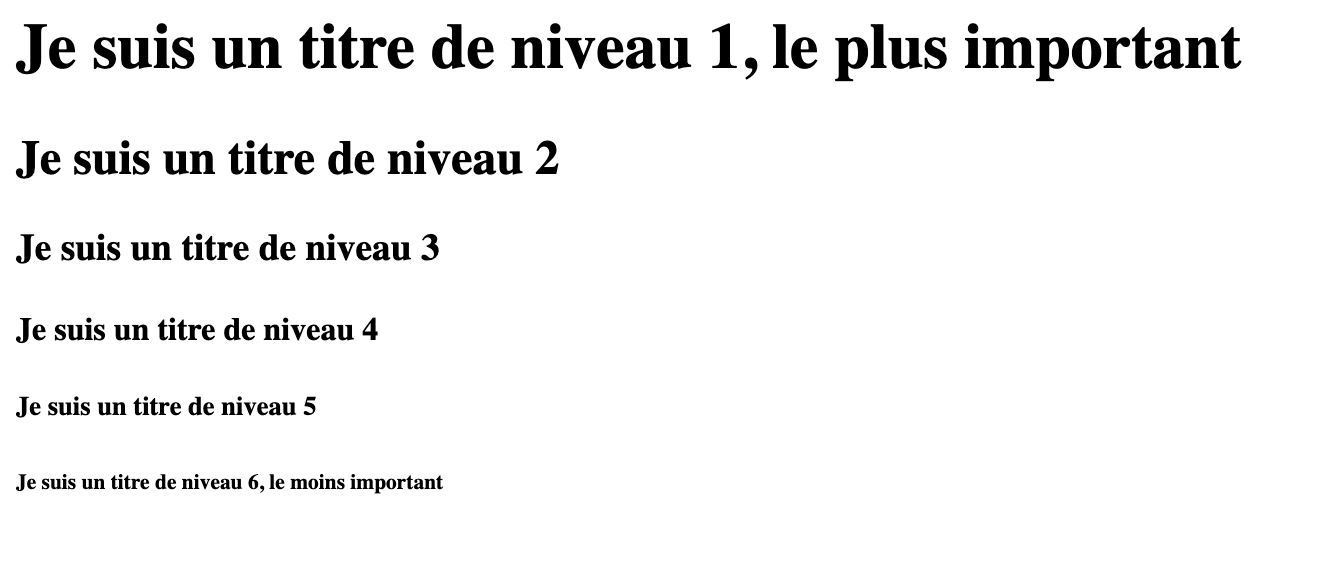 Je suis un titre de niveau 1, le plus important
Je suis un titre de niveau 2
Je suis un titre de niveau 3
Je suis un titre de niveau 4
Je suis un titre de niveau 5
Je suis un titre de niveau 6, le moins important